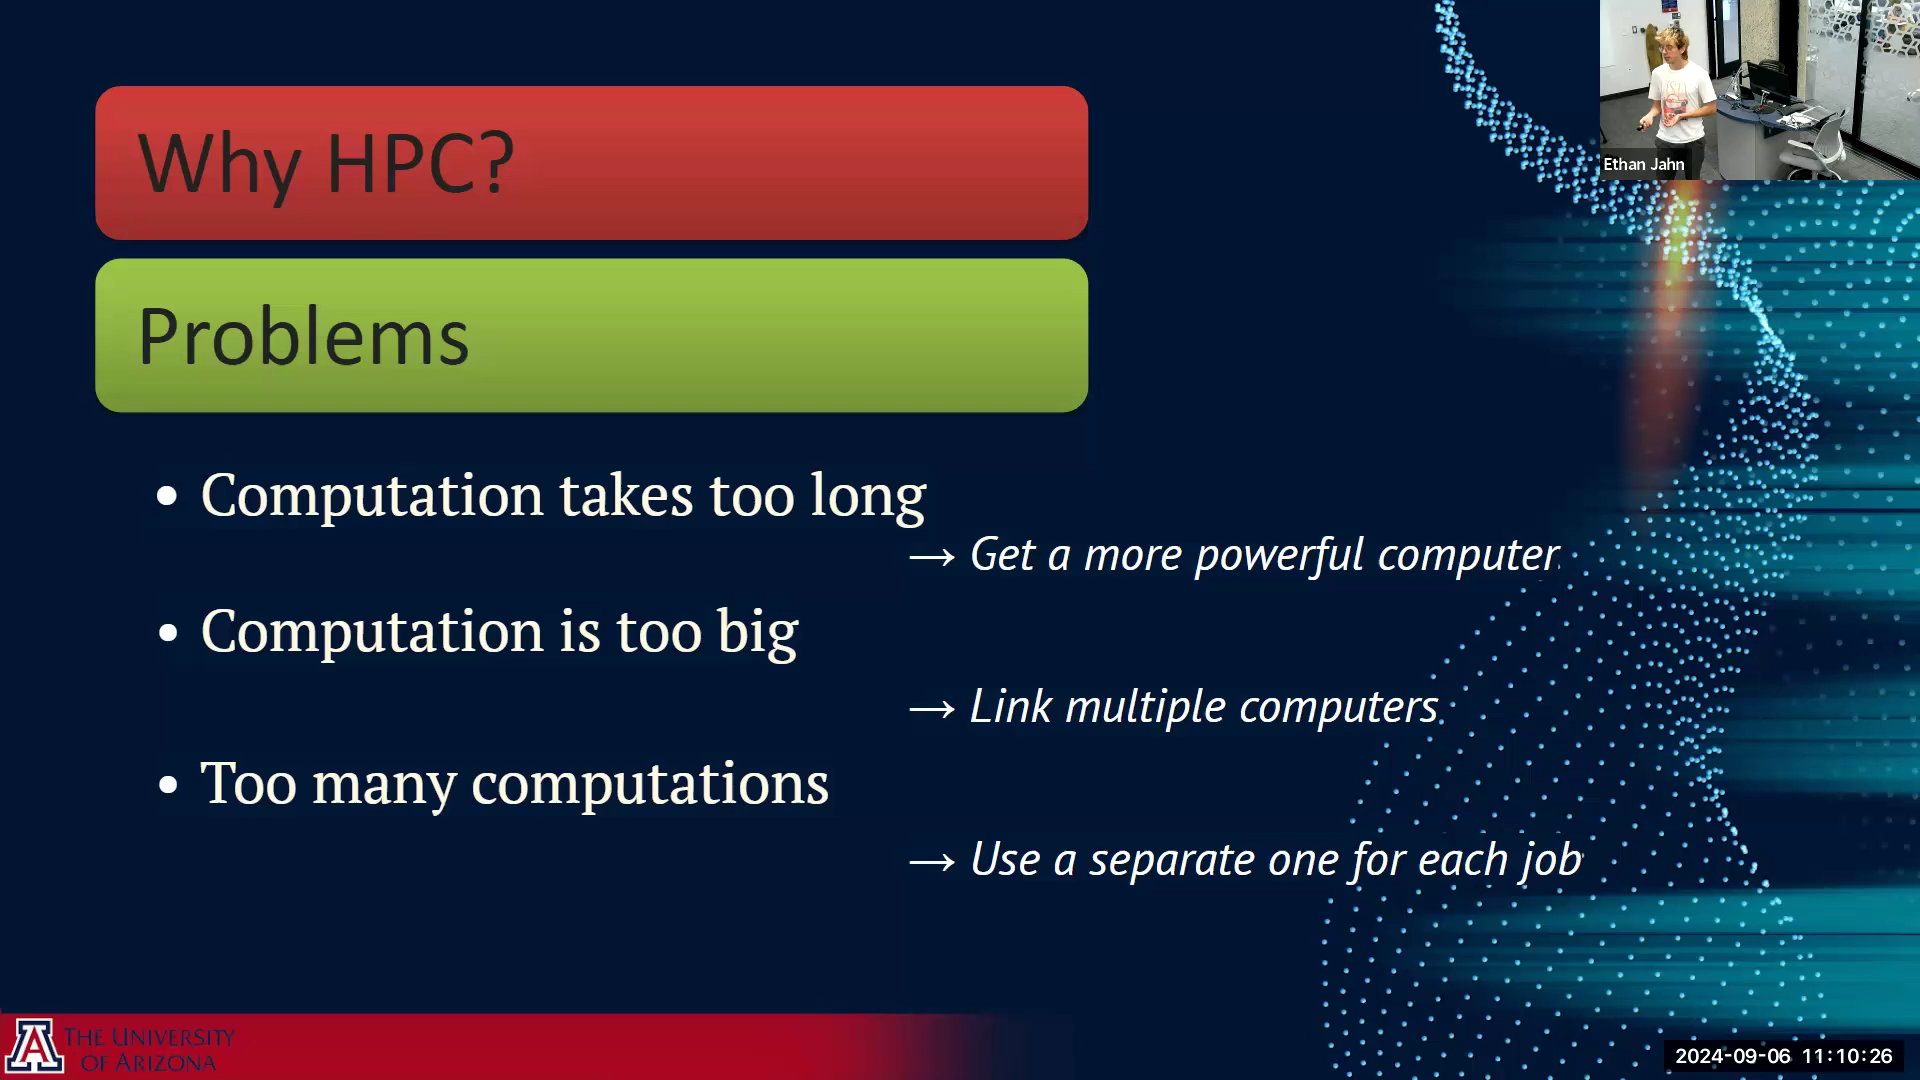 Why HPC?
Problems
• Computation takes too long
→ Get a more powerful computer
• Computation is too big
→ Link multiple computers
• Too many computations
→ Use a separate one for each job
Ethan Jahn
A THE UNIVERSITY
OF ARIZONA
2024-09-06 11:10:26